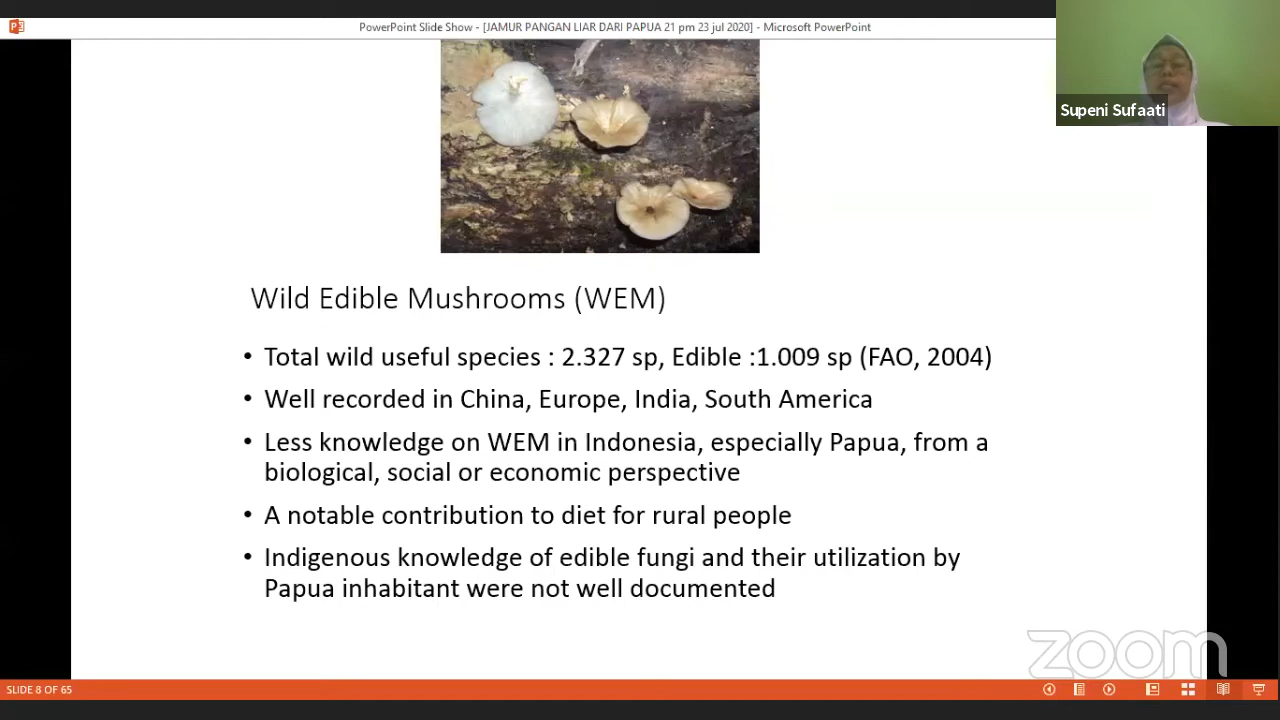 PowerPoint Slide Show - [JAMUR PANGAN LIAR DARI PAPUA 21 pm 23 jul 2020] - Microsoft PowerPoint
Supeni Sufaati
Wild Edible Mushrooms (WEM)
• Total wild useful species : 2.327 sp, Edible :1.009 sp (FAO, 2004)
• Well recorded in China, Europe, India, South America
• Less knowledge on WEM in Indonesia, especially Papua, from a
biological, social or economic perspective
• A notable contribution to diet for rural people
• Indigenous knowledge of edible fungi and their utilization by
Papua inhabitant were not well documented
zoom
SLIDE 8 OF 65